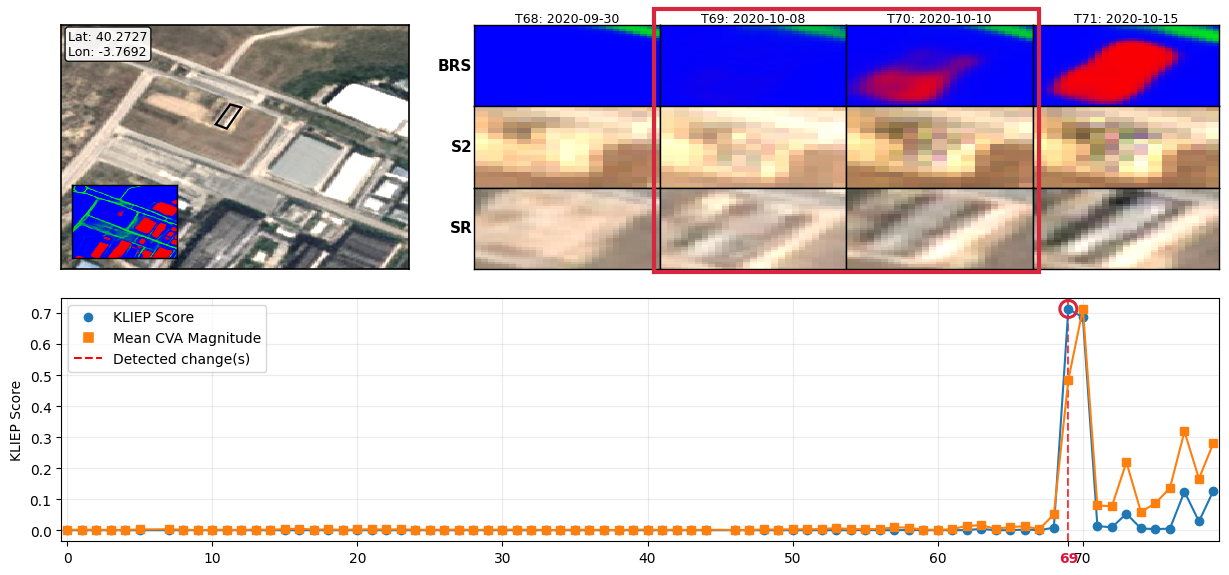 Lat: 40.2727
Lon: -3.7692
T68: 2020-09-30
T69: 2020-10-08
T70: 2020-10-10
T71: 2020-10-15
BRS
S2
SR
KLIEP Score
KLIEP Score
Mean CVA Magnitude
Detected change(s)
0.7
0.6
0.5
0.4
0.3
0.2
0.1
0.0
0
10
20
30
40
50
60
69
70